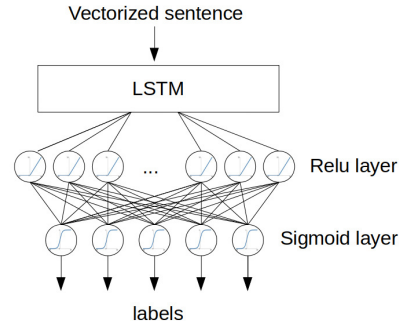 Vectorized sentence
LSTM
...
Relu layer
Sigmoid layer
labels